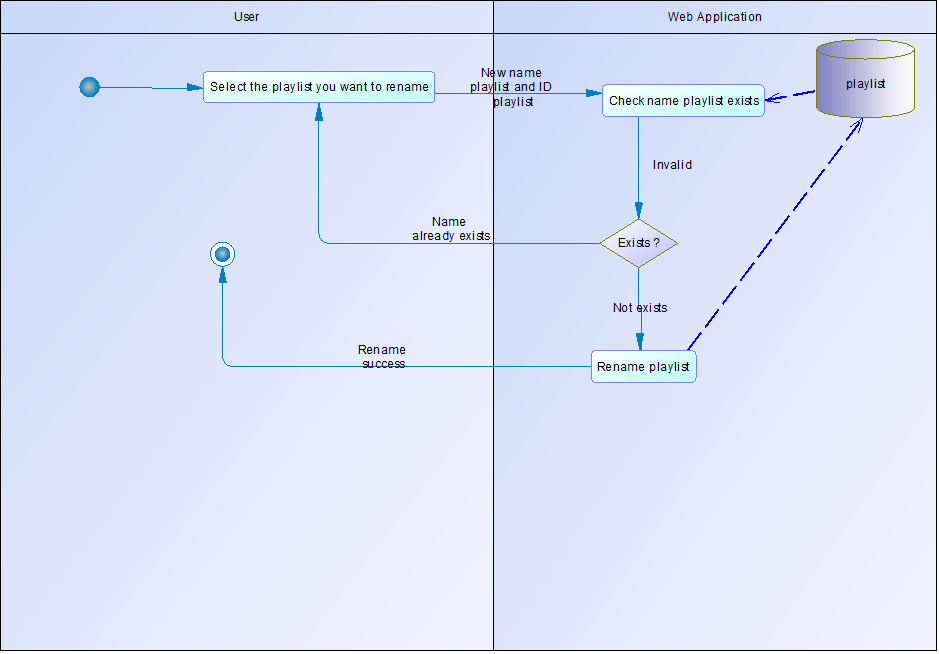 User
Web Application
Select the playlist you want to rename
New name
playlist and ID
playlist
Check name playlist exists
playlist
Invalid
Name
already exists
Exists ?
Not exists
Rename
success
Rename playlist